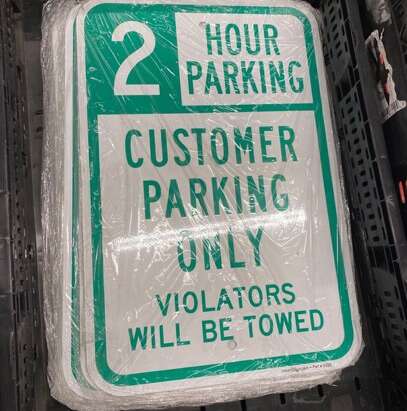 2 HOUR
PARKING
CUSTOMER
PARKING
ONLY
VIOLATORS
WILL BE TOWED